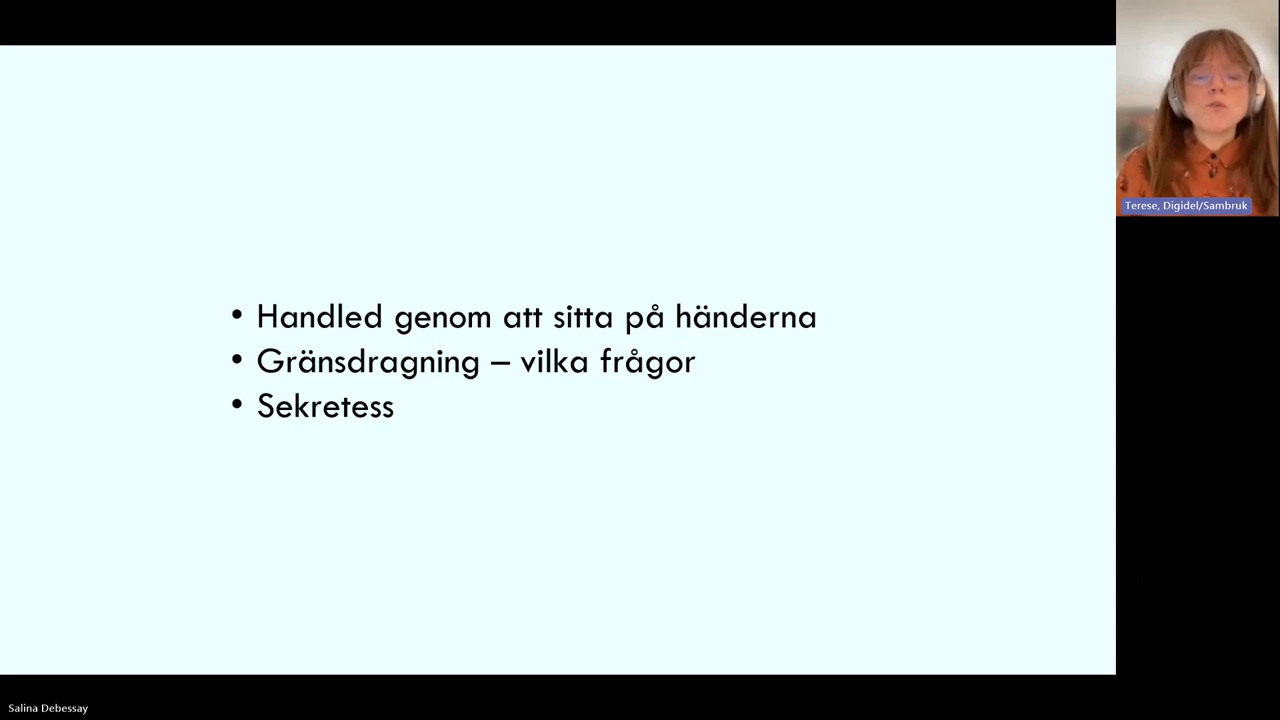 Handled genom att sitta på händerna
Gränsdragning – vilka frågor
Sekretess
Terese, Digidel/Sambruk
Salina Debessay